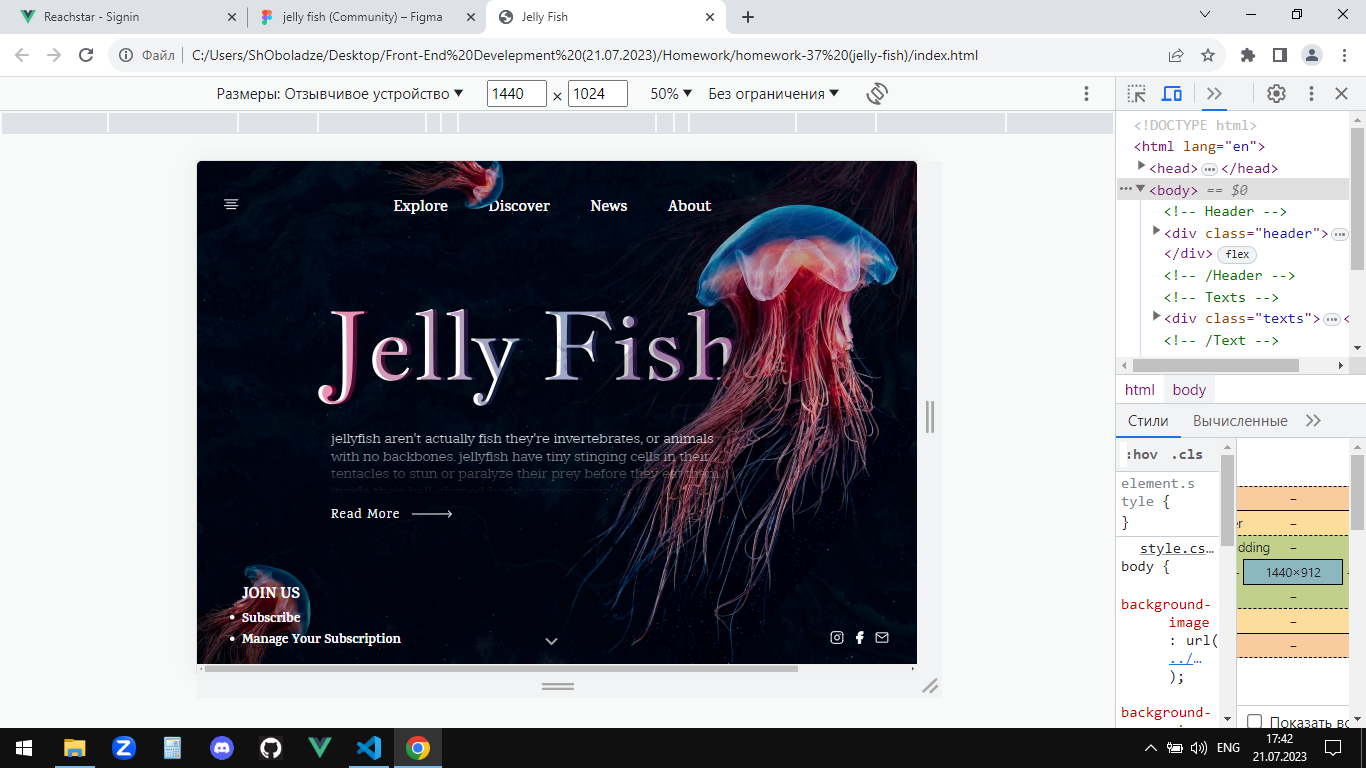 Reachstar - Signin
jelly fish (Community) – Figma
Jelly Fish
Файл
C:/Users/ShOboladze/Desktop/Front-End%20Develepment%20(21.07.2023)/Homework/homework-37%20(jelly-fish)/index.html
Размеры: Отзывчивое устройство ▼ 1440 × 1024 50% ▼ Без ограничения ▼
<!DOCTYPE html>
<html lang="en">
<head> </head>
<body> == $0
<!-- Header -->
<div class="header">
</div> flex
<!-- /Header -->
<!-- Texts -->
<div class="texts"> <
<!-- /Text -->
html body
Стили Вычисленные
:hov .cls
element.s
tyle {
}
style.cs…
body {
background-
image
: url(
../…
);
background-
er
dding
1440×912
Показать вс
Explore Discover News About
Jelly Fish
jellyfish aren't actually fish they're invertebrates, or animals
with no backbones. jellyfish have tiny stinging cells in their
tentacles to stun or paralyze their prey before they eat them.
Read More
JOIN US
Subscribe
Manage Your Subscription
ENG
17:42
21.07.2023